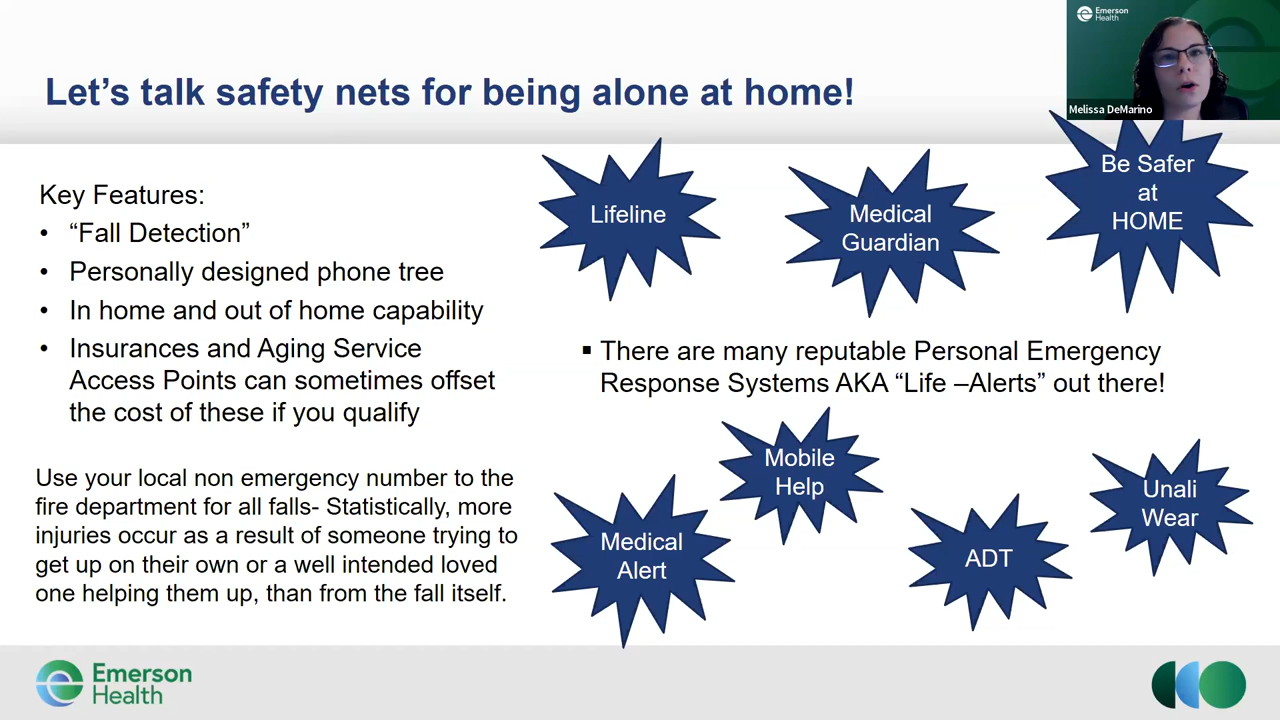 Let’s talk safety nets for being alone at home!
Emerson
Health
Melissa DeMarino
Key Features:
• “Fall Detection”
• Personally designed phone tree
• In home and out of home capability
• Insurances and Aging Service
Access Points can sometimes offset
the cost of these if you qualify
Use your local non emergency number to the
fire department for all falls- Statistically, more
injuries occur as a result of someone trying to
get up on their own or a well intended loved
one helping them up, than from the fall itself.
Lifeline
Medical
Guardian
Be Safer
at
HOME
▪ There are many reputable Personal Emergency
Response Systems AKA “Life –Alerts” out there!
Mobile
Help
Medical
Alert
ADT
Unali
Wear
Emerson
Health